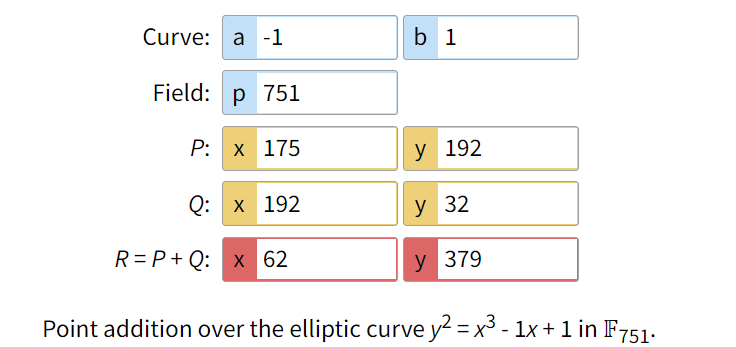 Curve: a -1 b 1
Field: p 751
P: x 175 y 192
Q: x 192 y 32
R = P + Q: x 62 y 379
Point addition over the elliptic curve y² = x³ - 1x + 1 in 𝔽₇₅₁.